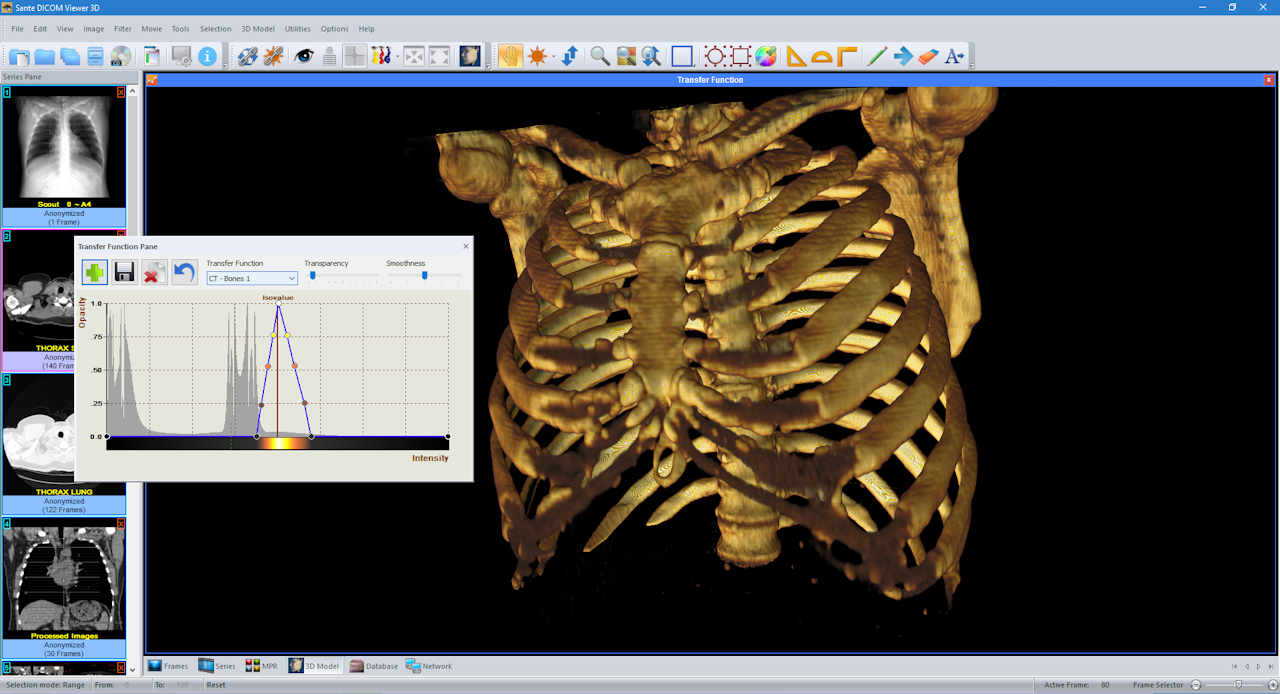 Sante DICOM Viewer 3D
File Edit View Image Filter Movie Tools Selection 3D Model Utilities Options Help
Series Pane
Transfer Function
1
Scout 0 ~ A4
Anonymized
(1 Frame)
2
THORAX S
Anonymi
(140 Fram
3
THORAX LUNG
Anonymized
(122 Frames)
4
Processed Images
Anonymized
(30 Frames)
5
Transfer Function Pane
Transfer Function Transparency Smoothness
CT - Bones 1
Isovalue
Opacity
1.0
.75
.50
.25
0.0
Intensity
Frames Series MPR 3D Model Database Network
Selection mode: Range From: 0 To: 139 Reset Active Frame: 80 Frame Selector